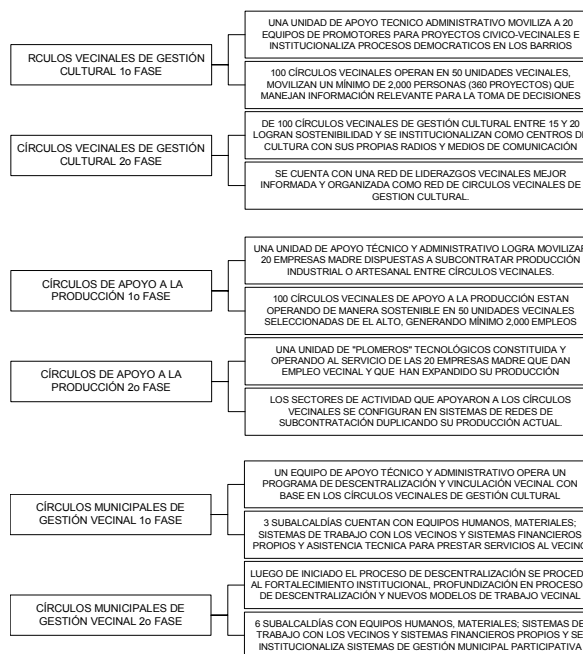 RCULOS VECINALES DE GESTIÓN
CULTURAL 1o FASE
UNA UNIDAD DE APOYO TECNICO ADMINISTRATIVO MOVILIZA A 20
EQUIPOS DE PROMOTORES PARA PROYECTOS CIVICO-VECINALES E
INSTITUCIONALIZA PROCESOS DEMOCRATICOS EN LOS BARRIOS
100 CÍRCULOS VECINALES OPERAN EN 50 UNIDADES VECINALES,
MOVILIZAN UN MÍNIMO DE 2,000 PERSONAS (360 PROYECTOS) QUE
MANEJAN INFORMACIÓN RELEVANTE PARA LA TOMA DE DECISIONES
CÍRCULOS VECINALES DE GESTIÓN
CULTURAL 2o FASE
DE 100 CÍRCULOS VECINALES DE GESTIÓN CULTURAL ENTRE 15 Y 20
LOGRAN SOSTENIBILIDAD Y SE INSTITUCIONALIZAN COMO CENTROS DE
CULTURA CON SUS PROPIAS RADIOS Y MEDIOS DE COMUNICACIÓN
SE CUENTA CON UNA RED DE LIDERAZGOS VECINALES MEJOR
INFORMADA Y ORGANIZADA COMO RED DE CIRCULOS VECINALES DE
GESTION CULTURAL.
CÍRCULOS DE APOYO A LA
PRODUCCIÓN 1o FASE
UNA UNIDAD DE APOYO TÉCNICO Y ADMINISTRATIVO LOGRA MOVILIZAR
20 EMPRESAS MADRE DISPUESTAS A SUBCONTRATAR PRODUCCIÓN
INDUSTRIAL O ARTESANAL ENTRE CÍRCULOS VECINALES.
100 CÍRCULOS VECINALES DE APOYO A LA PRODUCCIÓN ESTAN
OPERANDO DE MANERA SOSTENIBLE EN 50 UNIDADES VECINALES
SELECCIONADAS DE EL ALTO, GENERANDO MÍNIMO 2,000 EMPLEOS
CÍRCULOS DE APOYO A LA
PRODUCCIÓN 2o FASE
UNA UNIDAD DE "PLOMEROS" TECNOLÓGICOS CONSTITUIDA Y
OPERANDO AL SERVICIO DE LAS 20 EMPRESAS MADRE QUE DAN
EMPLEO VECINAL Y QUE HAN EXPANDIDO SU PRODUCCIÓN
LOS SECTORES DE ACTIVIDAD QUE APOYARON A LOS CÍRCULOS
VECINALES SE CONFIGURAN EN SISTEMAS DE REDES DE
SUBCONTRATACIÓN DUPLICANDO SU PRODUCCIÓN ACTUAL.
CÍRCULOS MUNICIPALES DE
GESTIÓN VECINAL 1o FASE
UN EQUIPO DE APOYO TÉCNICO Y ADMINISTRATIVO OPERA UN
PROGRAMA DE DESCENTRALIZACIÓN Y VINCULACIÓN VECINAL CON
BASE EN LOS CÍRCULOS VECINALES DE GESTIÓN CULTURAL
3 SUBALCALDÍAS CUENTAN CON EQUIPOS HUMANOS, MATERIALES;
SISTEMAS DE TRABAJO CON LOS VECINOS Y SISTEMAS FINANCIEROS
PROPIOS Y ASISTENCIA TECNICA PARA PRESTAR SERVICIOS AL VECINO
CÍRCULOS MUNICIPALES DE
GESTIÓN VECINAL 2o FASE
LUEGO DE INICIADO EL PROCESO DE DESCENTRALIZACIÓN SE PROCED
AL FORTALECIMIENTO INSTITUCIONAL, PROFUNDIZACIÓN EN PROCESO
DE DESCENTRALIZACIÓN Y NUEVOS MODELOS DE TRABAJO VECINAL
6 SUBALCALDÍAS CON EQUIPOS HUMANOS, MATERIALES; SISTEMAS DE
TRABAJO CON LOS VECINOS Y SISTEMAS FINANCIEROS PROPIOS Y SE
INSTITUCIONALIZA SISTEMAS DE GESTIÓN MUNICIPAL PARTICIPATIVA